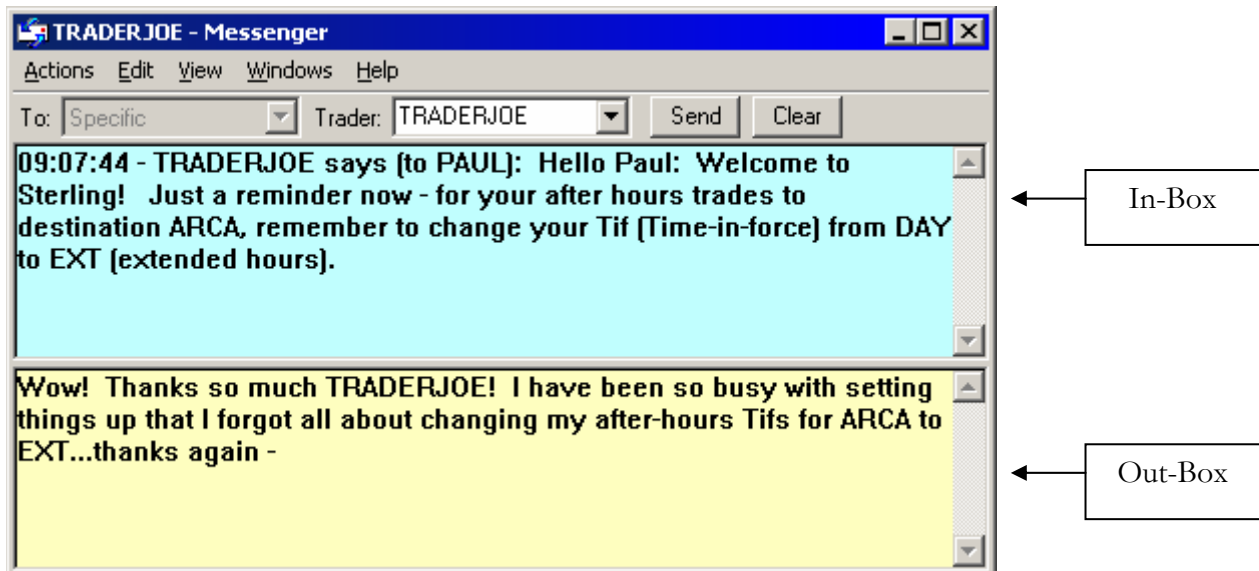 TRADERJOE - Messenger
Actions Edit View Windows Help
To: Specific Trader: TRADERJOE Send Clear
09:07:44 - TRADERJOE says (to PAUL): Hello Paul: Welcome to
Sterling! Just a reminder now - for your after hours trades to
destination ARCA, remember to change your Tif (Time-in-force) from DAY
to EXT (extended hours).
In-Box
Wow! Thanks so much TRADERJOE! I have been so busy with setting
things up that I forgot all about changing my after-hours Tifs for ARCA to
EXT...thanks again -
Out-Box